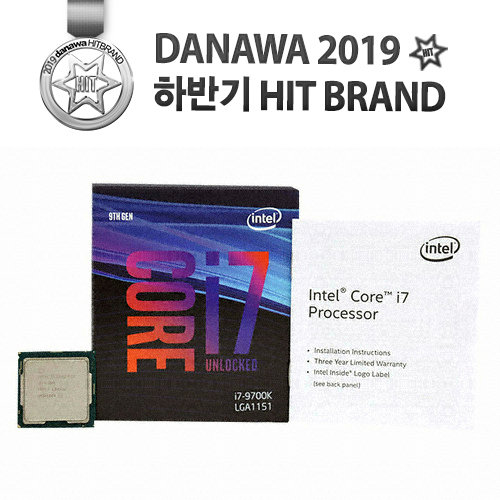 2019 danawa HITBRAND
HIT
DANAWA 2019 HIT
하반기 HIT BRAND
9TH GEN
intel
CORE i7
UNLOCKED
i7-9700K
LGA1151
intel
Intel® Core™ i7
Processor
• Installation Instructions
• Three Year Limited Warranty
• Intel Inside® Logo Label
(see back panel)